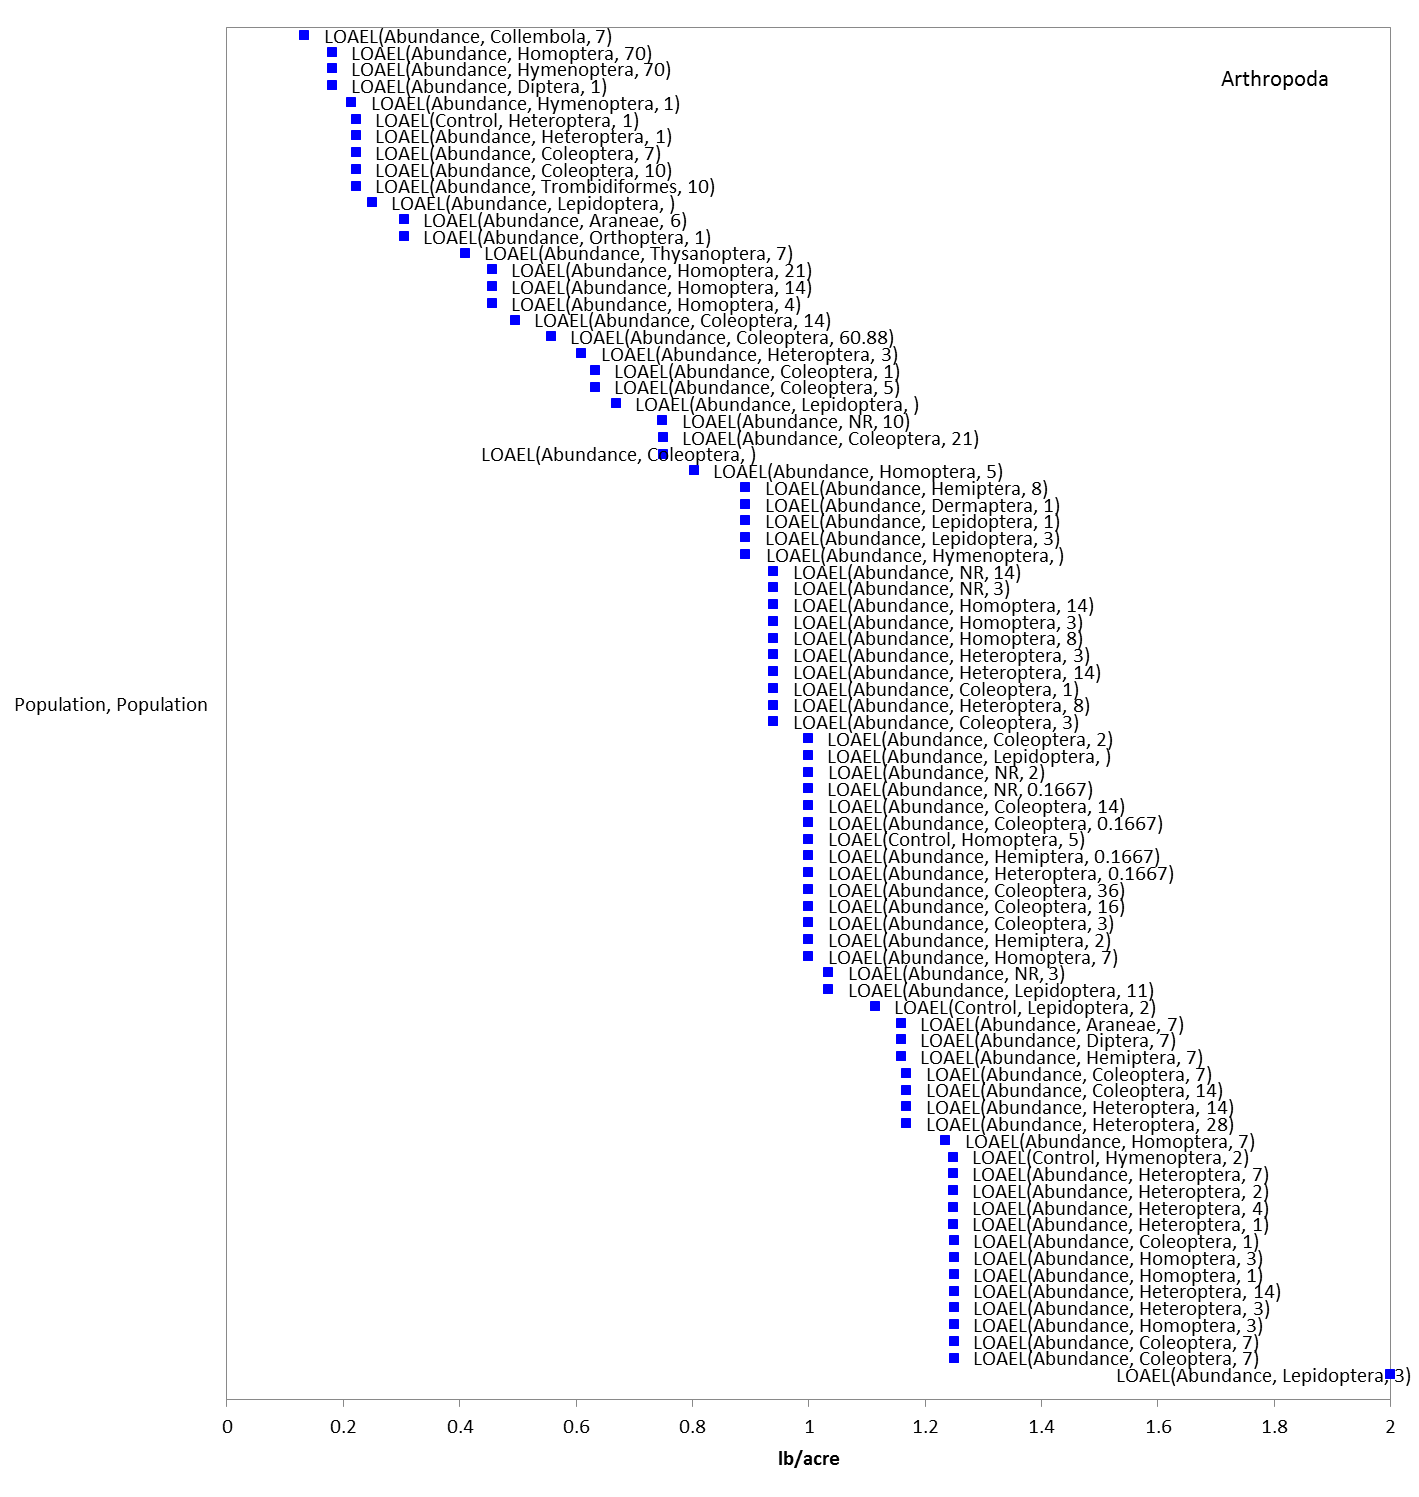 LOAEL(Abundance, Collembola, 7)
LOAEL(Abundance, Homoptera, 70)
LOAEL(Abundance, Hymenoptera, 70)
Arthropoda
LOAEL(Abundance, Diptera, 1)
LOAEL(Abundance, Hymenoptera, 1)
LOAEL(Control, Heteroptera, 1)
LOAEL(Abundance, Heteroptera, 1)
LOAEL(Abundance, Coleoptera, 7)
LOAEL(Abundance, Coleoptera, 10)
LOAEL(Abundance, Trombidiformes, 10)
LOAEL(Abundance, Lepidoptera, )
LOAEL(Abundance, Araneae, 6)
LOAEL(Abundance, Orthoptera, 1)
LOAEL(Abundance, Thysanoptera, 7)
LOAEL(Abundance, Homoptera, 21)
LOAEL(Abundance, Homoptera, 14)
LOAEL(Abundance, Homoptera, 4)
LOAEL(Abundance, Coleoptera, 14)
LOAEL(Abundance, Coleoptera, 60.88)
LOAEL(Abundance, Heteroptera, 3)
LOAEL(Abundance, Coleoptera, 1)
LOAEL(Abundance, Coleoptera, 5)
LOAEL(Abundance, Lepidoptera, )
LOAEL(Abundance, NR, 10)
LOAEL(Abundance, Coleoptera, 21)
LOAEL(Abundance, Coleoptera, )
LOAEL(Abundance, Homoptera, 5)
LOAEL(Abundance, Hemiptera, 8)
LOAEL(Abundance, Dermaptera, 1)
LOAEL(Abundance, Lepidoptera, 1)
LOAEL(Abundance, Lepidoptera, 3)
LOAEL(Abundance, Hymenoptera, )
LOAEL(Abundance, NR, 14)
LOAEL(Abundance, NR, 3)
LOAEL(Abundance, Homoptera, 14)
LOAEL(Abundance, Homoptera, 3)
LOAEL(Abundance, Homoptera, 8)
LOAEL(Abundance, Heteroptera, 3)
LOAEL(Abundance, Heteroptera, 14)
LOAEL(Abundance, Coleoptera, 1)
LOAEL(Abundance, Heteroptera, 8)
Population, Population
LOAEL(Abundance, Coleoptera, 3)
LOAEL(Abundance, Coleoptera, 2)
LOAEL(Abundance, Lepidoptera, )
LOAEL(Abundance, NR, 2)
LOAEL(Abundance, NR, 0.1667)
LOAEL(Abundance, Coleoptera, 14)
LOAEL(Abundance, Coleoptera, 0.1667)
LOAEL(Control, Homoptera, 5)
LOAEL(Abundance, Hemiptera, 0.1667)
LOAEL(Abundance, Heteroptera, 0.1667)
LOAEL(Abundance, Coleoptera, 36)
LOAEL(Abundance, Coleoptera, 16)
LOAEL(Abundance, Coleoptera, 3)
LOAEL(Abundance, Hemiptera, 2)
LOAEL(Abundance, Homoptera, 7)
LOAEL(Abundance, NR, 3)
LOAEL(Abundance, Lepidoptera, 11)
LOAEL(Control, Lepidoptera, 2)
LOAEL(Abundance, Araneae, 7)
LOAEL(Abundance, Diptera, 7)
LOAEL(Abundance, Hemiptera, 7)
LOAEL(Abundance, Coleoptera, 7)
LOAEL(Abundance, Coleoptera, 14)
LOAEL(Abundance, Heteroptera, 14)
LOAEL(Abundance, Heteroptera, 28)
LOAEL(Abundance, Homoptera, 7)
LOAEL(Control, Hymenoptera, 2)
LOAEL(Abundance, Heteroptera, 7)
LOAEL(Abundance, Heteroptera, 2)
LOAEL(Abundance, Heteroptera, 4)
LOAEL(Abundance, Heteroptera, 1)
LOAEL(Abundance, Coleoptera, 1)
LOAEL(Abundance, Homoptera, 3)
LOAEL(Abundance, Homoptera, 1)
LOAEL(Abundance, Heteroptera, 14)
LOAEL(Abundance, Heteroptera, 3)
LOAEL(Abundance, Homoptera, 3)
LOAEL(Abundance, Coleoptera, 7)
LOAEL(Abundance, Coleoptera, 7)
LOAEL(Abundance, Lepidoptera, 3)
0 0.2 0.4 0.6 0.8 1 1.2 1.4 1.6 1.8 2
lb/acre